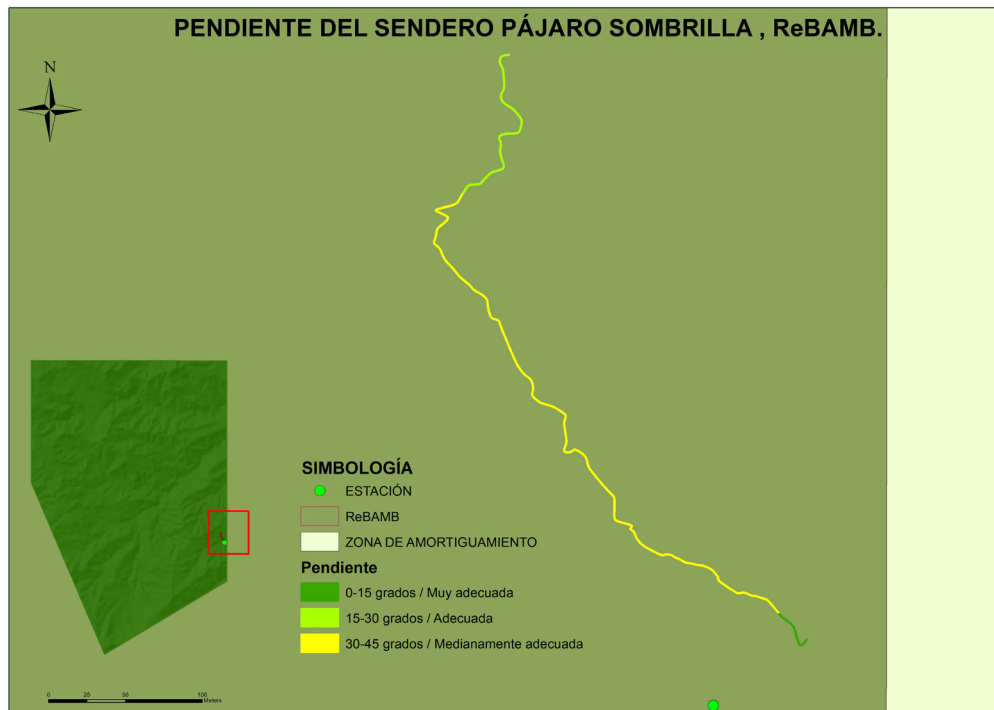 PENDIENTE DEL SENDERO PÁJARO SOMBRILLA , ReBAMB.
N
SIMBOLOGÍA
ESTACIÓN
ReBAMB
ZONA DE AMORTIGUAMIENTO
Pendiente
0-15 grados / Muy adecuada
15-30 grados / Adecuada
30-45 grados / Medianamente adecuada
0 25 50 100
Meters